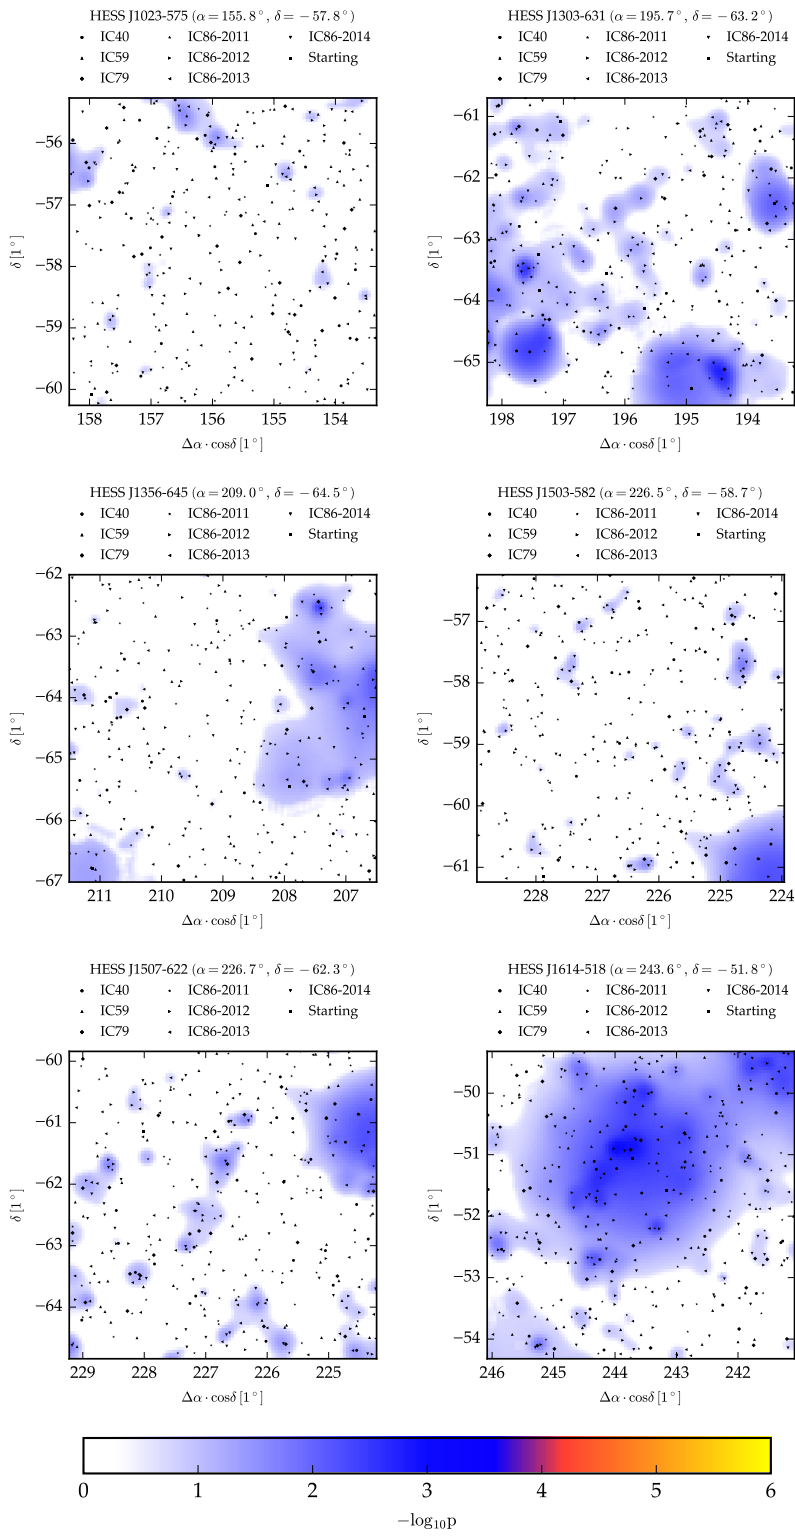 HESS J1023-575 (α=155.8°, δ=−57.8°)
IC40 IC86-2011 IC86-2014
IC59 IC86-2012 Starting
IC79 IC86-2013
−56
−57
−58
−59
−60
δ [1°]
158 157 156 155 154
Δα·cosδ [1°]
HESS J1303-631 (α=195.7°, δ=−63.2°)
IC40 IC86-2011 IC86-2014
IC59 IC86-2012 Starting
IC79 IC86-2013
−61
−62
−63
−64
−65
δ [1°]
198 197 196 195 194
Δα·cosδ [1°]
HESS J1356-645 (α=209.0°, δ=−64.5°)
IC40 IC86-2011 IC86-2014
IC59 IC86-2012 Starting
IC79 IC86-2013
−62
−63
−64
−65
−66
−67
δ [1°]
211 210 209 208 207
Δα·cosδ [1°]
HESS J1503-582 (α=226.5°, δ=−58.7°)
IC40 IC86-2011 IC86-2014
IC59 IC86-2012 Starting
IC79 IC86-2013
−57
−58
−59
−60
−61
δ [1°]
228 227 226 225 224
Δα·cosδ [1°]
HESS J1507-622 (α=226.7°, δ=−62.3°)
IC40 IC86-2011 IC86-2014
IC59 IC86-2012 Starting
IC79 IC86-2013
−60
−61
−62
−63
−64
δ [1°]
229 228 227 226 225
Δα·cosδ [1°]
HESS J1614-518 (α=243.6°, δ=−51.8°)
IC40 IC86-2011 IC86-2014
IC59 IC86-2012 Starting
IC79 IC86-2013
−50
−51
−52
−53
−54
δ [1°]
246 245 244 243 242
Δα·cosδ [1°]
0 1 2 3 4 5 6
−log₁₀p